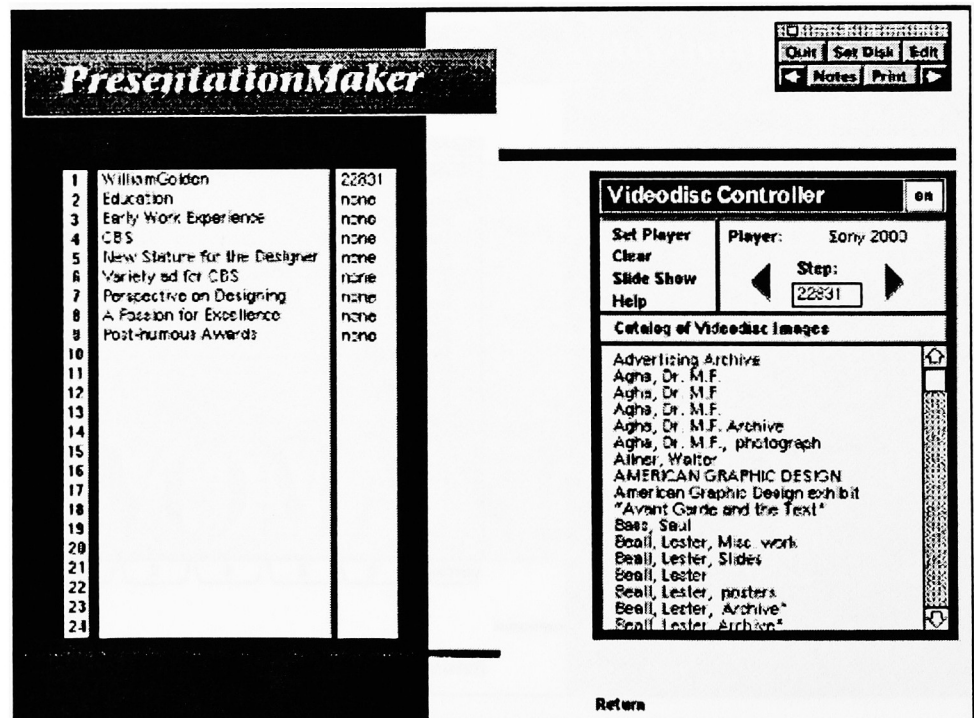 PresentationMaker
Quit Set Disk Edit
Notes Print
1 WilliamGolden 22831
2 Education none
3 Early Work Experience none
4 CBS none
5 New Stature for the Designer none
6 Variety ad for CBS none
7 Perspective on Designing none
8 A Passion for Excellence none
9 Post-humous Awards none
10
11
12
13
14
15
16
17
18
19
20
21
22
23
24
Videodisc Controller on
Set Player
Clear
Slide Show
Help
Player: Sony 2000
Step:
22831
Catalog of Videodisc Images
Advertising Archive
Agha, Dr. M.F.
Agha, Dr. M.F.
Agha, Dr. M.F.
Agha, Dr. M.F. Archive
Agha, Dr. M.F., photograph
Allner, Walter
AMERICAN GRAPHIC DESIGN
American Graphic Design exhibit
"Avant Garde and the Text"
Bass, Saul
Beall, Lester, Misc. work
Beall, Lester, Slides
Beall, Lester
Beall, Lester, posters
Beall, Lester, Archive*
Beall, Lester, Archive*
Return